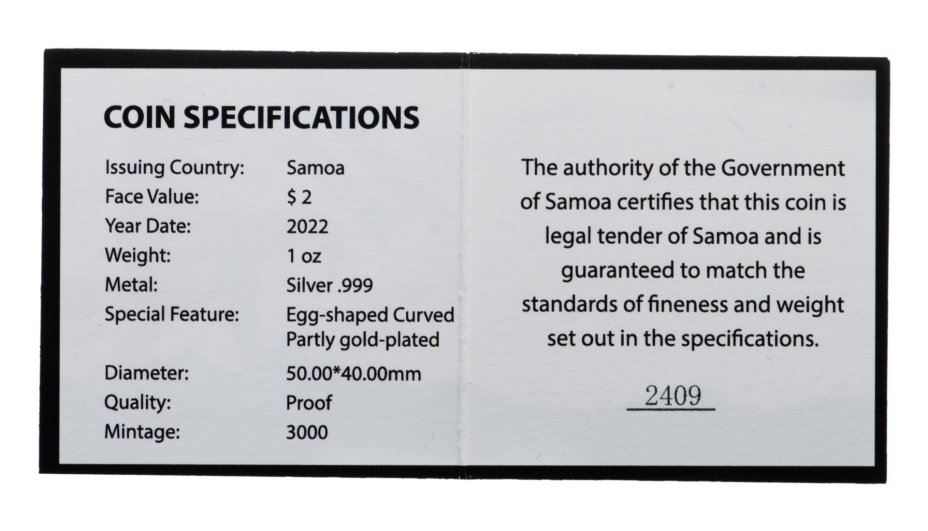 COIN SPECIFICATIONS
Issuing Country: Samoa
Face Value: $ 2
Year Date: 2022
Weight: 1 oz
Metal: Silver .999
Special Feature: Egg-shaped Curved
Partly gold-plated
Diameter: 50.00*40.00mm
Quality: Proof
Mintage: 3000
The authority of the Government
of Samoa certifies that this coin is
legal tender of Samoa and is
guaranteed to match the
standards of fineness and weight
set out in the specifications.
2409